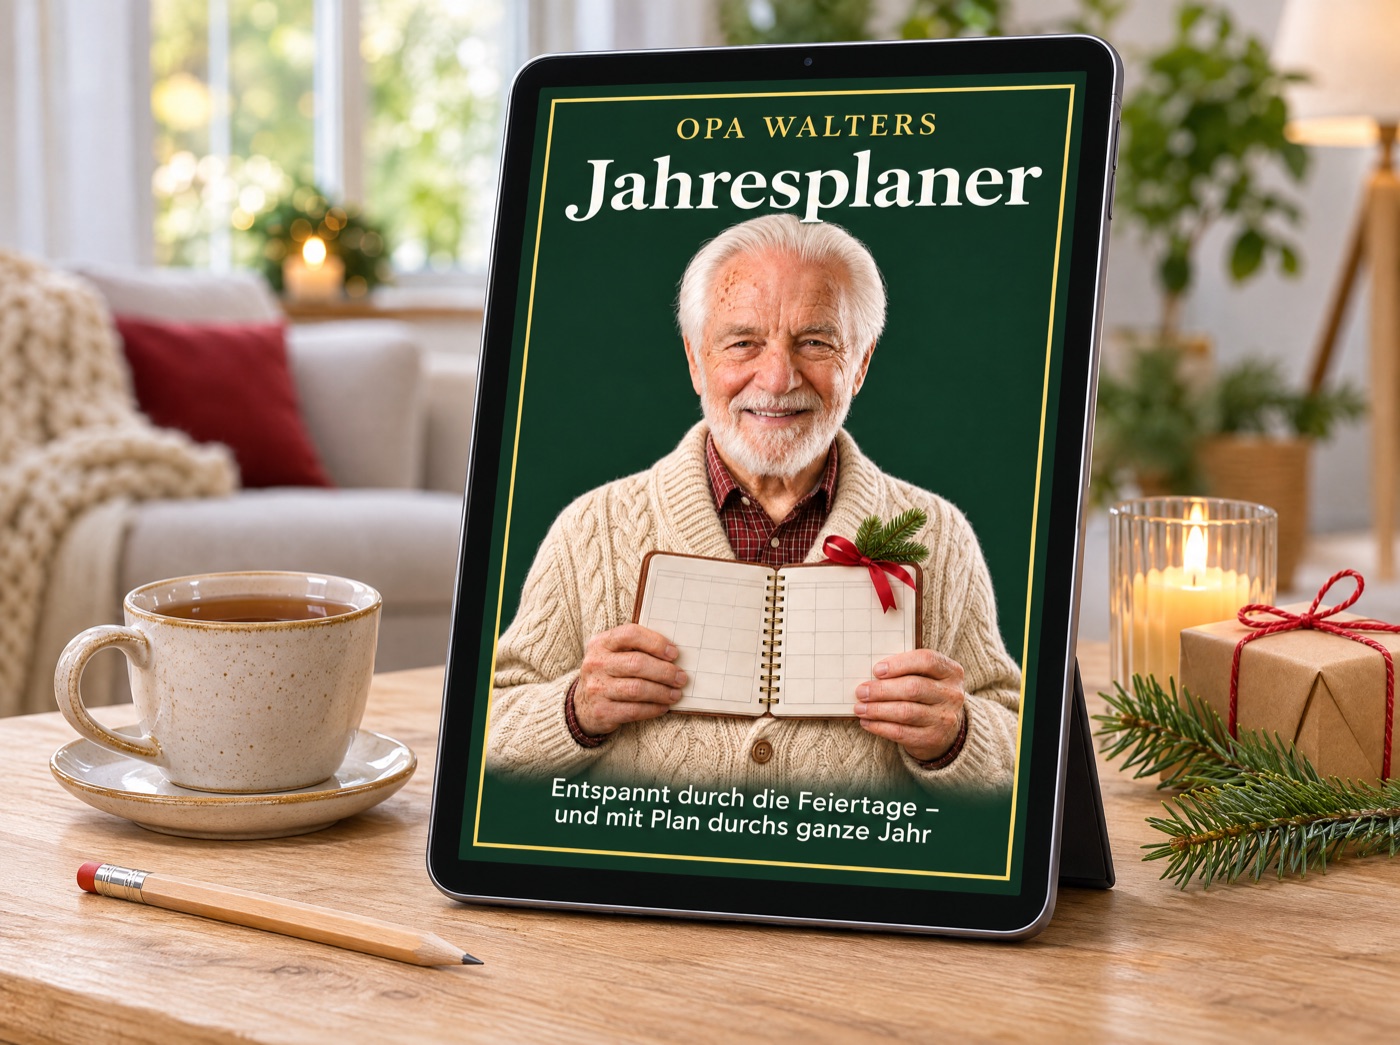 OPA WALTERS
Jahresplaner
Entspannt durch die Feiertage –
und mit Plan durchs ganze Jahr